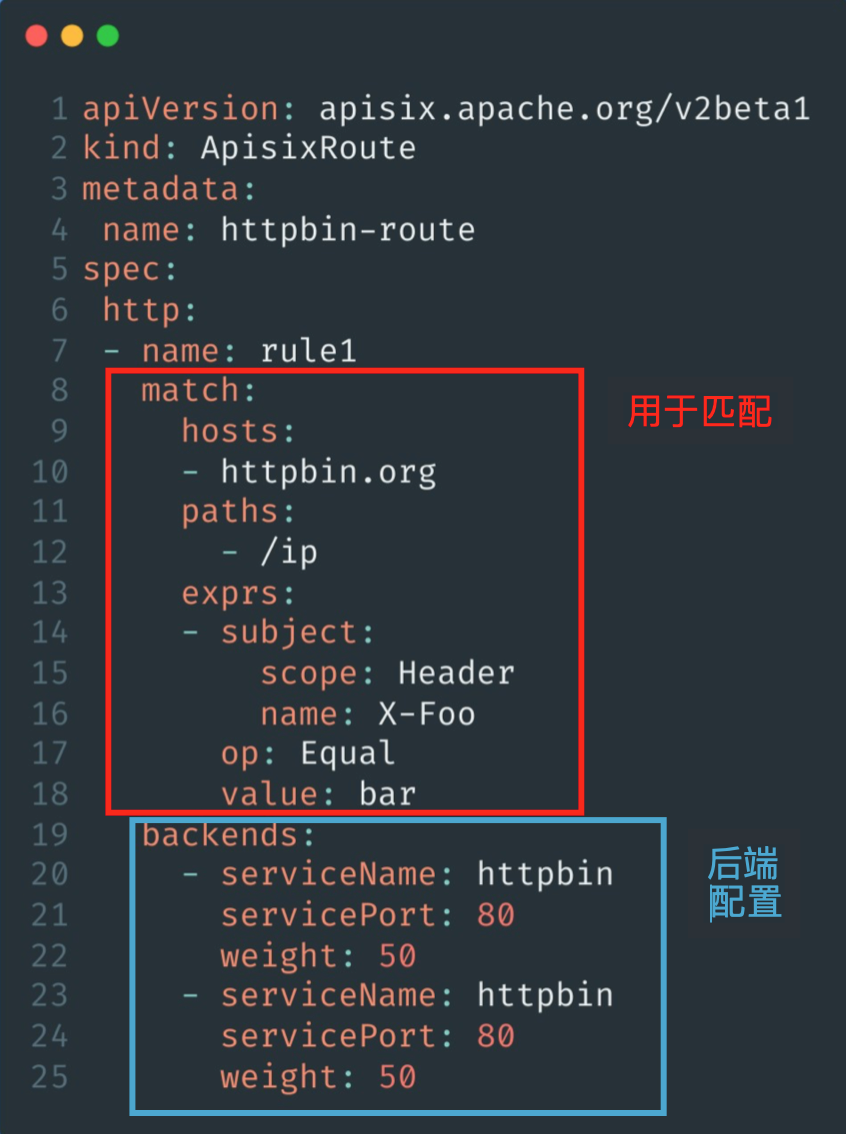 1 apiVersion: apisix.apache.org/v2beta1
2 kind: ApisixRoute
3 metadata:
4  name: httpbin-route
5 spec:
6  http:
7  - name: rule1
8    match:
用于匹配
9      hosts:
10      - httpbin.org
11      paths:
12        - /ip
13      exprs:
14      - subject:
15          scope: Header
16          name: X-Foo
17        op: Equal
18        value: bar
19    backends:
20      - serviceName: httpbin
后端
配置
21        servicePort: 80
22        weight: 50
23      - serviceName: httpbin
24        servicePort: 80
25        weight: 50